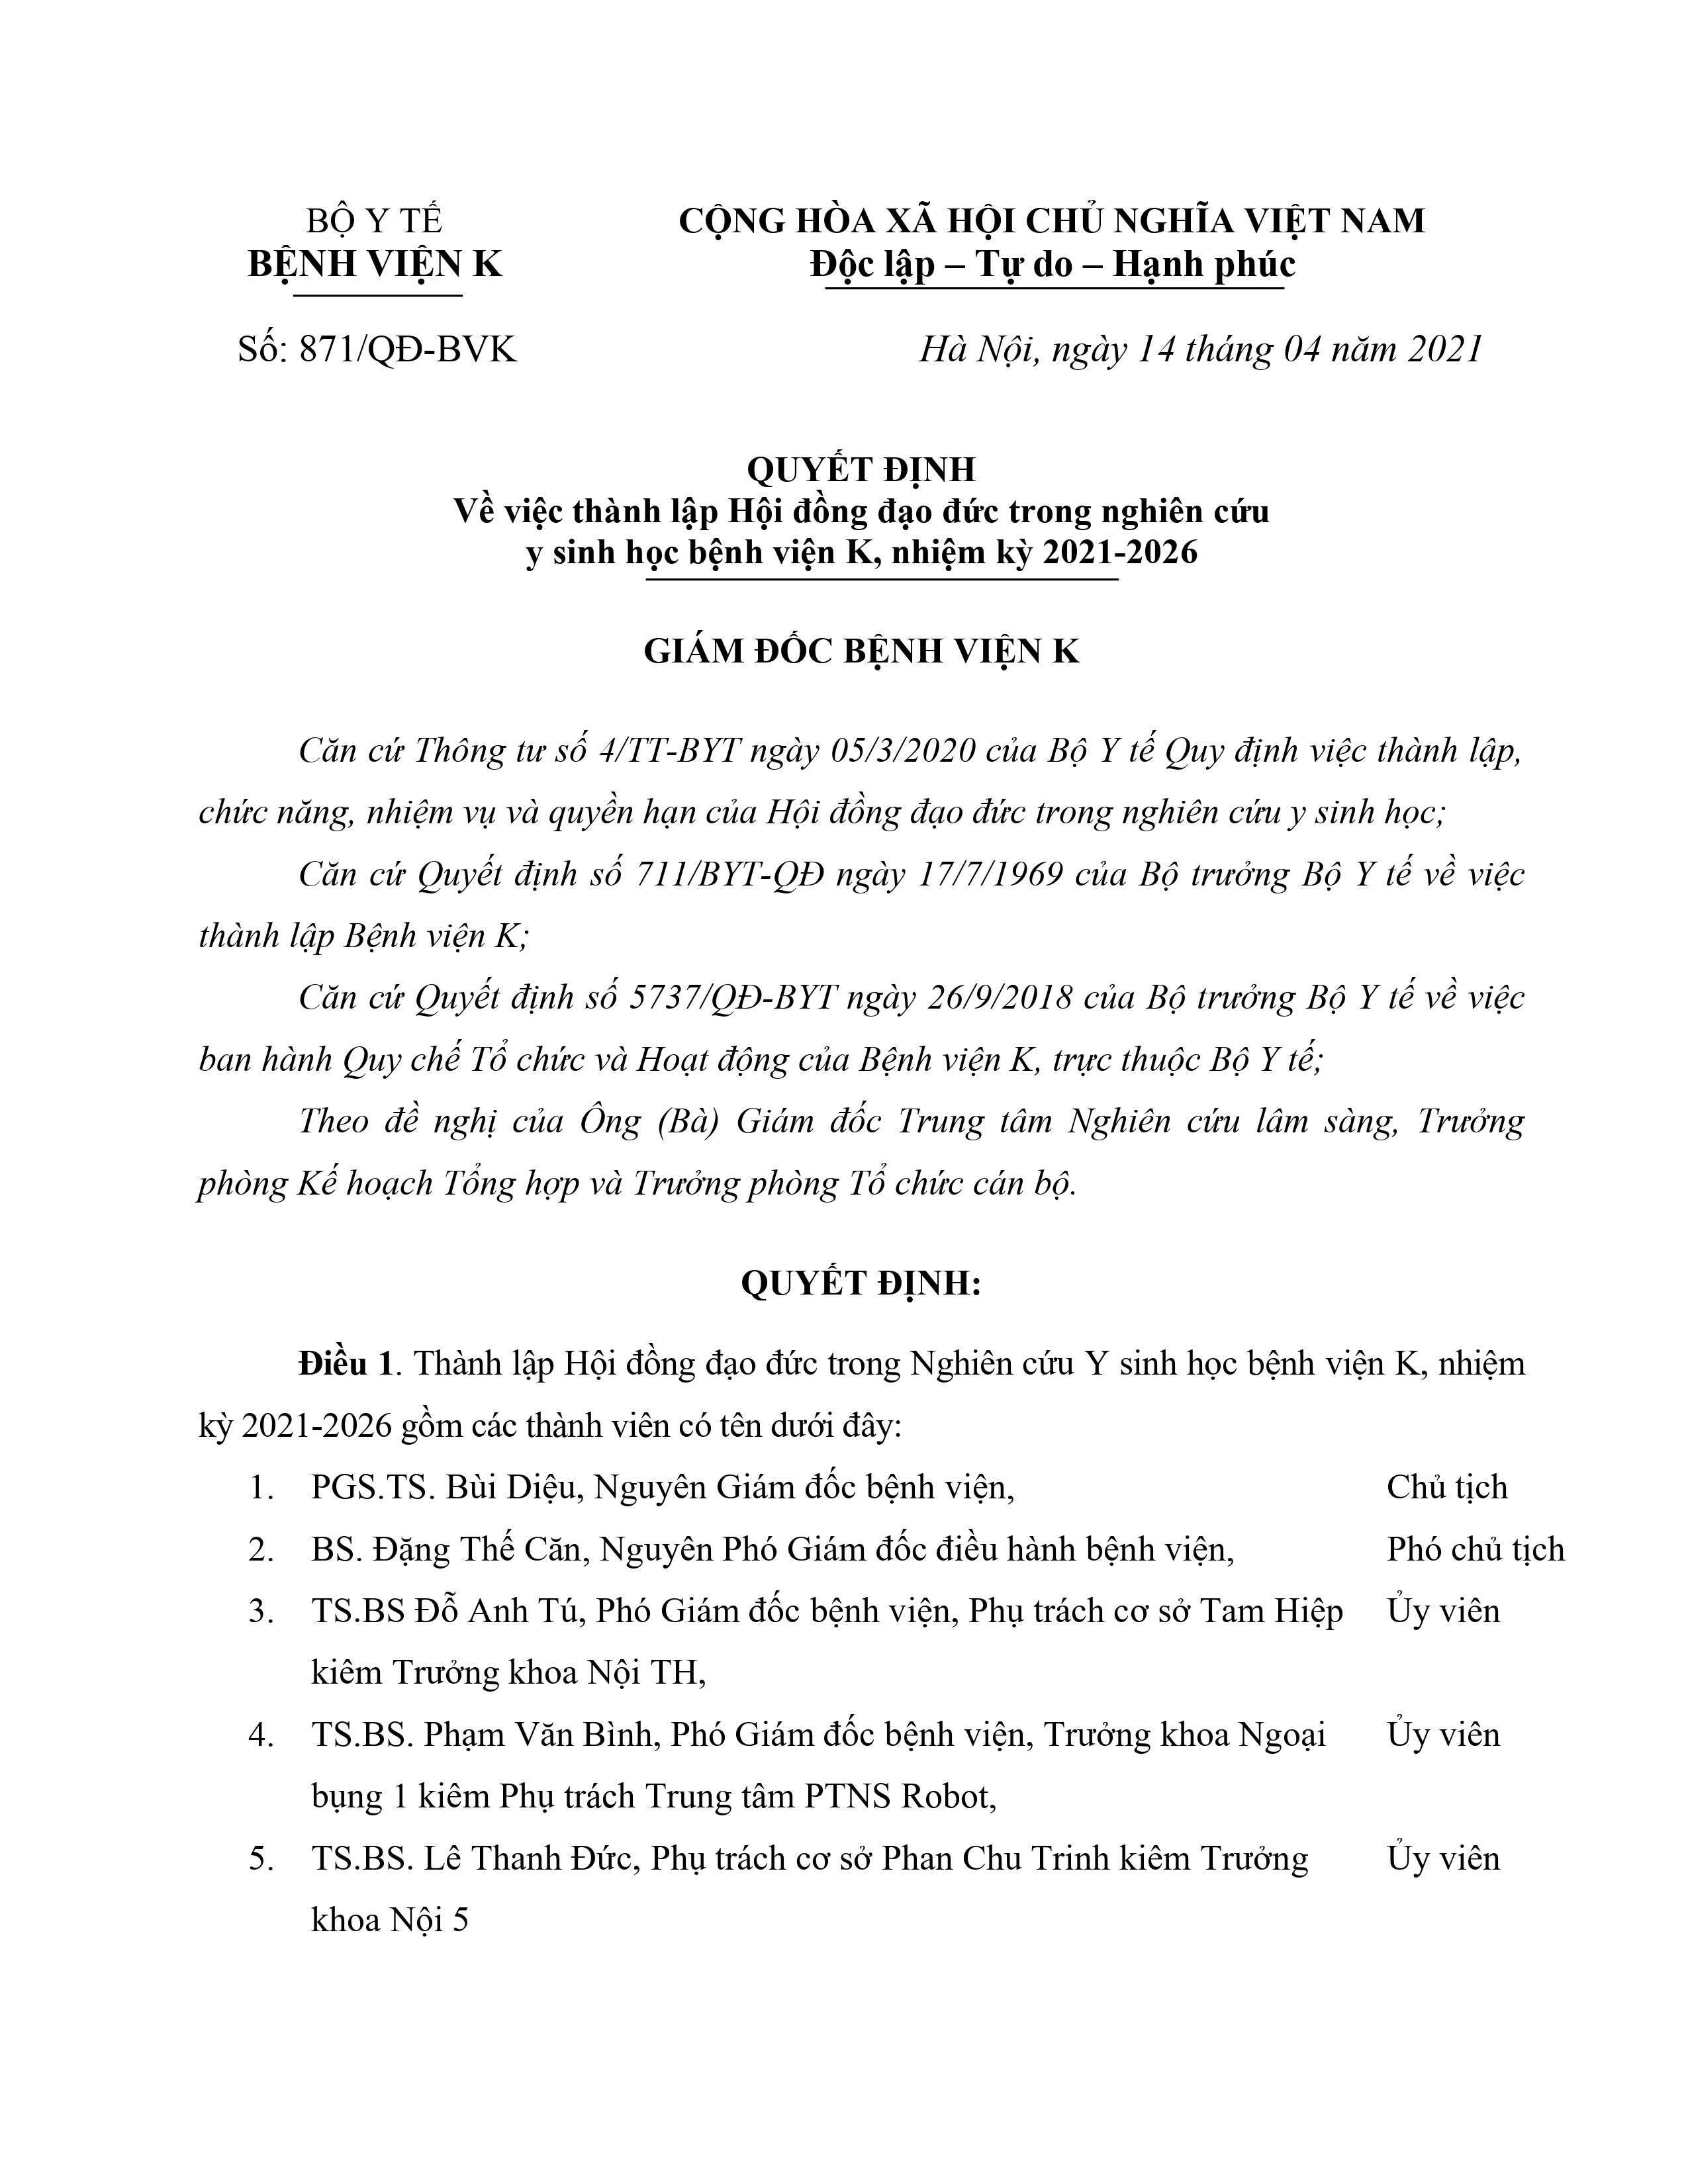 BỘ Y TẾ
BỆNH VIỆN K
CỘNG HÒA XÃ HỘI CHỦ NGHĨA VIỆT NAM
Độc lập – Tự do – Hạnh phúc
Số: 871/QĐ-BVK
Hà Nội, ngày 14 tháng 04 năm 2021
QUYẾT ĐỊNH
Về việc thành lập Hội đồng đạo đức trong nghiên cứu
y sinh học bệnh viện K, nhiệm kỳ 2021-2026
GIÁM ĐỐC BỆNH VIỆN K
Căn cứ Thông tư số 4/TT-BYT ngày 05/3/2020 của Bộ Y tế Quy định việc thành lập,
chức năng, nhiệm vụ và quyền hạn của Hội đồng đạo đức trong nghiên cứu y sinh học;
Căn cứ Quyết định số 711/BYT-QĐ ngày 17/7/1969 của Bộ trưởng Bộ Y tế về việc
thành lập Bệnh viện K;
Căn cứ Quyết định số 5737/QĐ-BYT ngày 26/9/2018 của Bộ trưởng Bộ Y tế về việc
ban hành Quy chế Tổ chức và Hoạt động của Bệnh viện K, trực thuộc Bộ Y tế;
Theo đề nghị của Ông (Bà) Giám đốc Trung tâm Nghiên cứu lâm sàng, Trưởng
phòng Kế hoạch Tổng hợp và Trưởng phòng Tổ chức cán bộ.
QUYẾT ĐỊNH:
Điều 1. Thành lập Hội đồng đạo đức trong Nghiên cứu Y sinh học bệnh viện K, nhiệm
kỳ 2021-2026 gồm các thành viên có tên dưới đây:
1. PGS.TS. Bùi Diệu, Nguyên Giám đốc bệnh viện, Chủ tịch
2. BS. Đặng Thế Căn, Nguyên Phó Giám đốc điều hành bệnh viện, Phó chủ tịch
3. TS.BS Đỗ Anh Tú, Phó Giám đốc bệnh viện, Phụ trách cơ sở Tam Hiệp Ủy viên
kiêm Trưởng khoa Nội TH,
4. TS.BS. Phạm Văn Bình, Phó Giám đốc bệnh viện, Trưởng khoa Ngoại Ủy viên
bụng 1 kiêm Phụ trách Trung tâm PTNS Robot,
5. TS.BS. Lê Thanh Đức, Phụ trách cơ sở Phan Chu Trinh kiêm Trưởng Ủy viên
khoa Nội 5